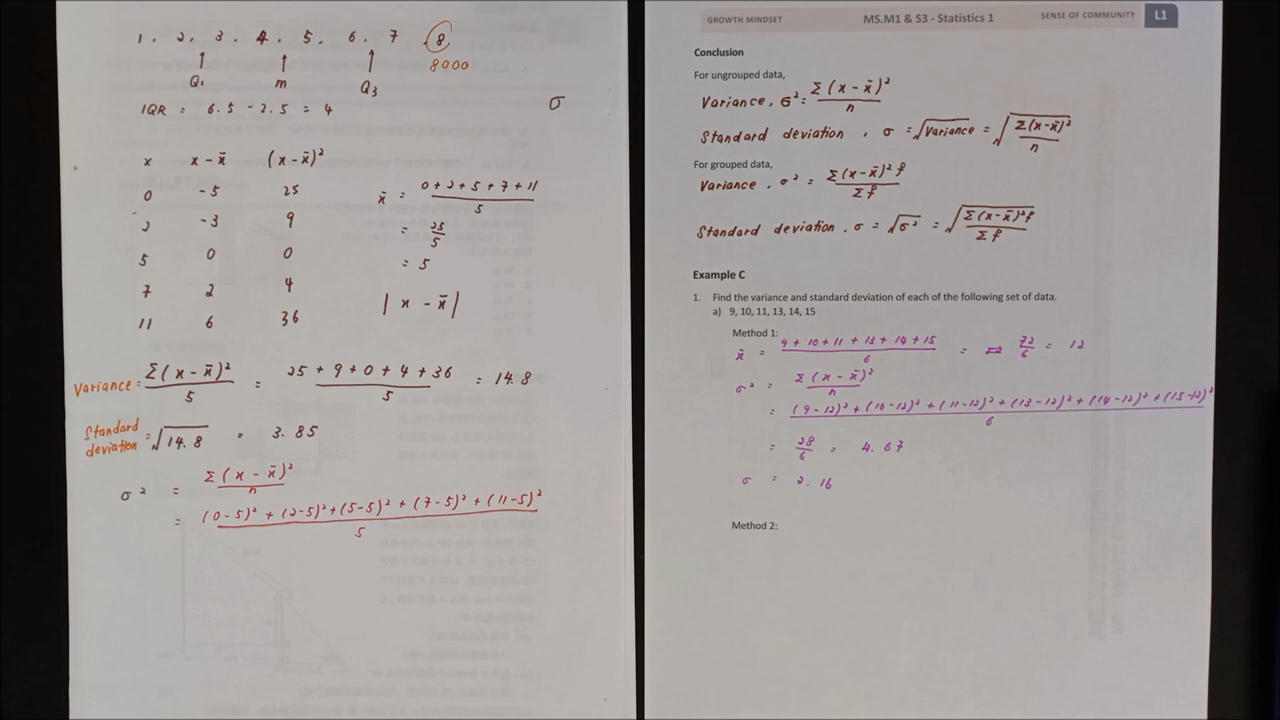 1. 2. 3. 4. 5. 6. 7 8
8000
Q₁ m Q₃
IQR = 6.5 - 2.5 = 4
σ
x x - x̄ (x - x̄)²
0 -5 25
2 -3 9
5 0 0
7 2 4
11 6 36
x̄ = (0 + 2 + 5 + 7 + 11)/5
= 25/5
= 5
| x - x̄ |
Variance = Σ(x - x̄)²/5 = (25 + 9 + 0 + 4 + 36)/5 = 14.8
Standard deviation = √14.8 = 3.85
σ² = Σ(x - x̄)²/n
= ((0-5)² + (2-5)² + (5-5)² + (7-5)² + (11-5)²)/5
GROWTH MINDSET MS.M1 & S3 - Statistics 1 SENSE OF COMMUNITY L1
Conclusion
For ungrouped data,
Variance, σ² = Σ(x - x̄)²/n
Standard deviation, σ = √Variance = √(Σ(x-x̄)²/n)
For grouped data,
Variance, σ² = Σ(x-x̄)² f/Σf
Standard deviation, σ = √σ² = √(Σ(x-x̄)²f/Σf)
Example C
1. Find the variance and standard deviation of each of the following set of data.
a) 9, 10, 11, 13, 14, 15
Method 1:
x̄ = (9 + 10 + 11 + 13 + 14 + 15)/6 = 72/6 = 12
σ² = Σ(x - x̄)²/n
= ((9-12)² + (10-12)² + (11-12)² + (13-12)² + (14-12)² + (15-12)²)/6
= 28/6 = 4.67
σ = 2.16
Method 2: